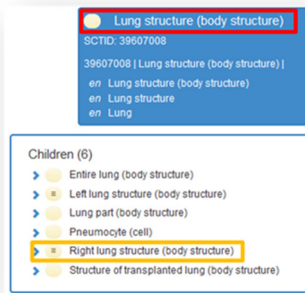 Lung structure (body structure)
SCTID: 39607008
39607008 | Lung structure (body structure) |
en Lung structure (body structure)
en Lung structure
en Lung
Children (6)
Entire lung (body structure)
Left lung structure (body structure)
Lung part (body structure)
Pneumocyte (cell)
Right lung structure (body structure)
Structure of transplanted lung (body structure)